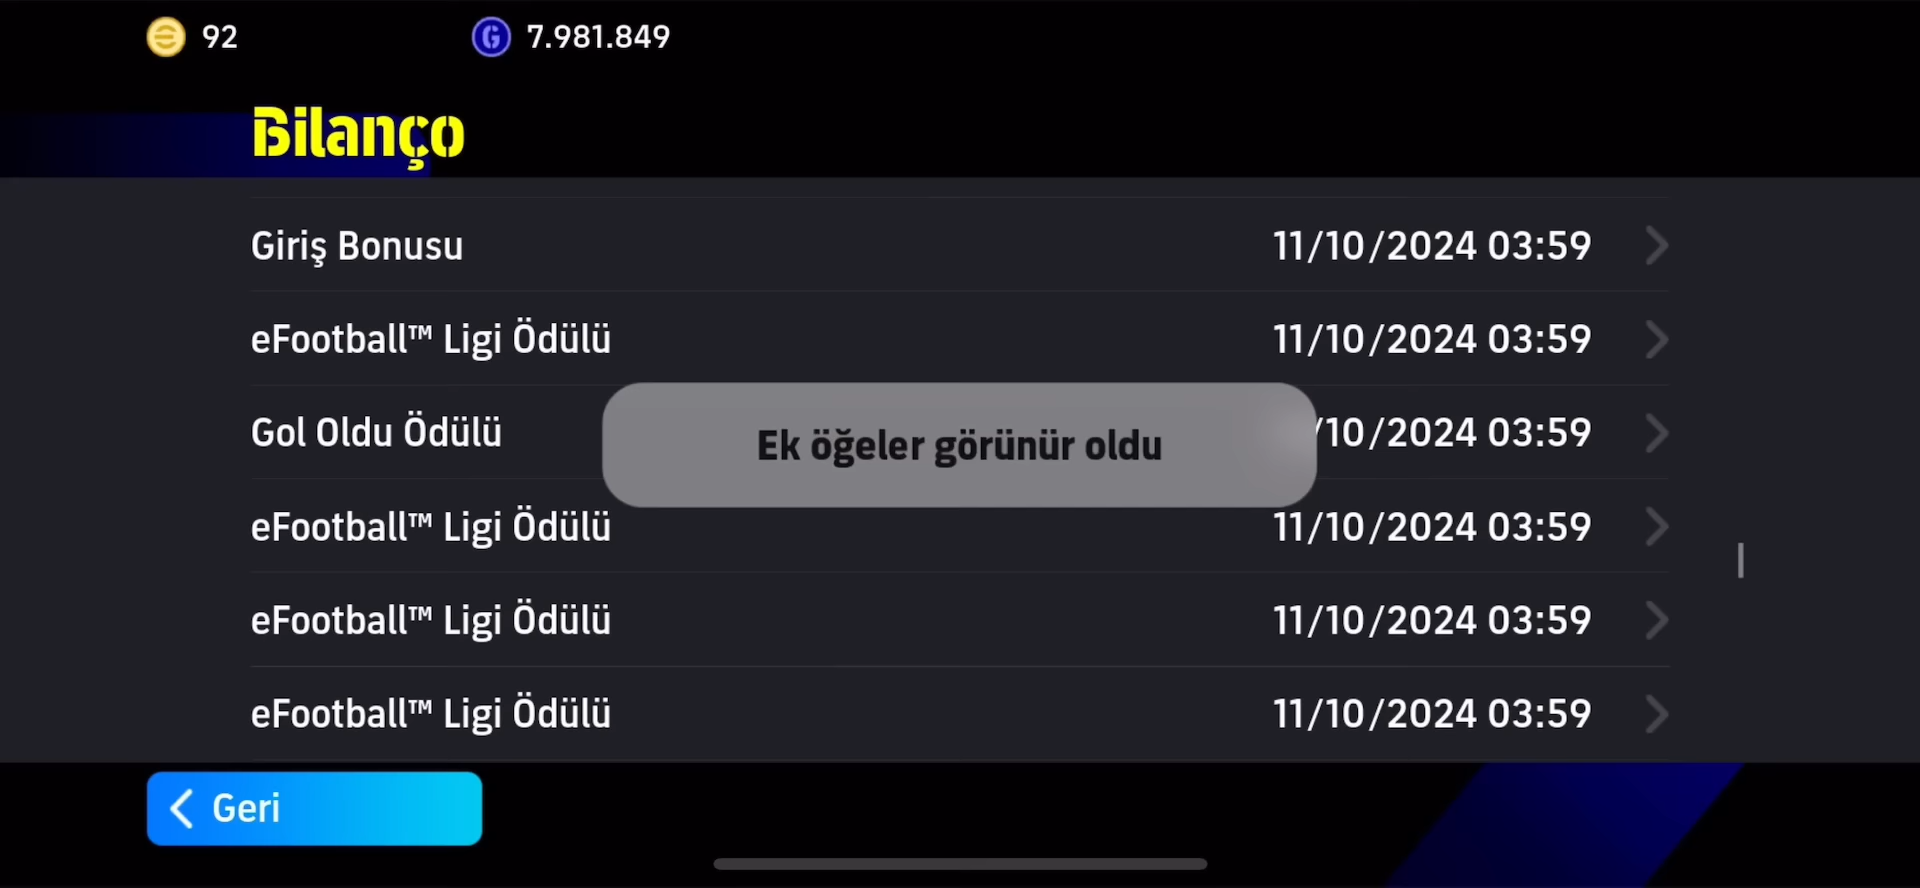 92
7.981.849
Bilanço
Giriş Bonusu 11/10/2024 03:59
eFootball™ Ligi Ödülü 11/10/2024 03:59
Gol Oldu Ödülü /10/2024 03:59
Ek öğeler görünür oldu
eFootball™ Ligi Ödülü 11/10/2024 03:59
eFootball™ Ligi Ödülü 11/10/2024 03:59
eFootball™ Ligi Ödülü 11/10/2024 03:59
Geri